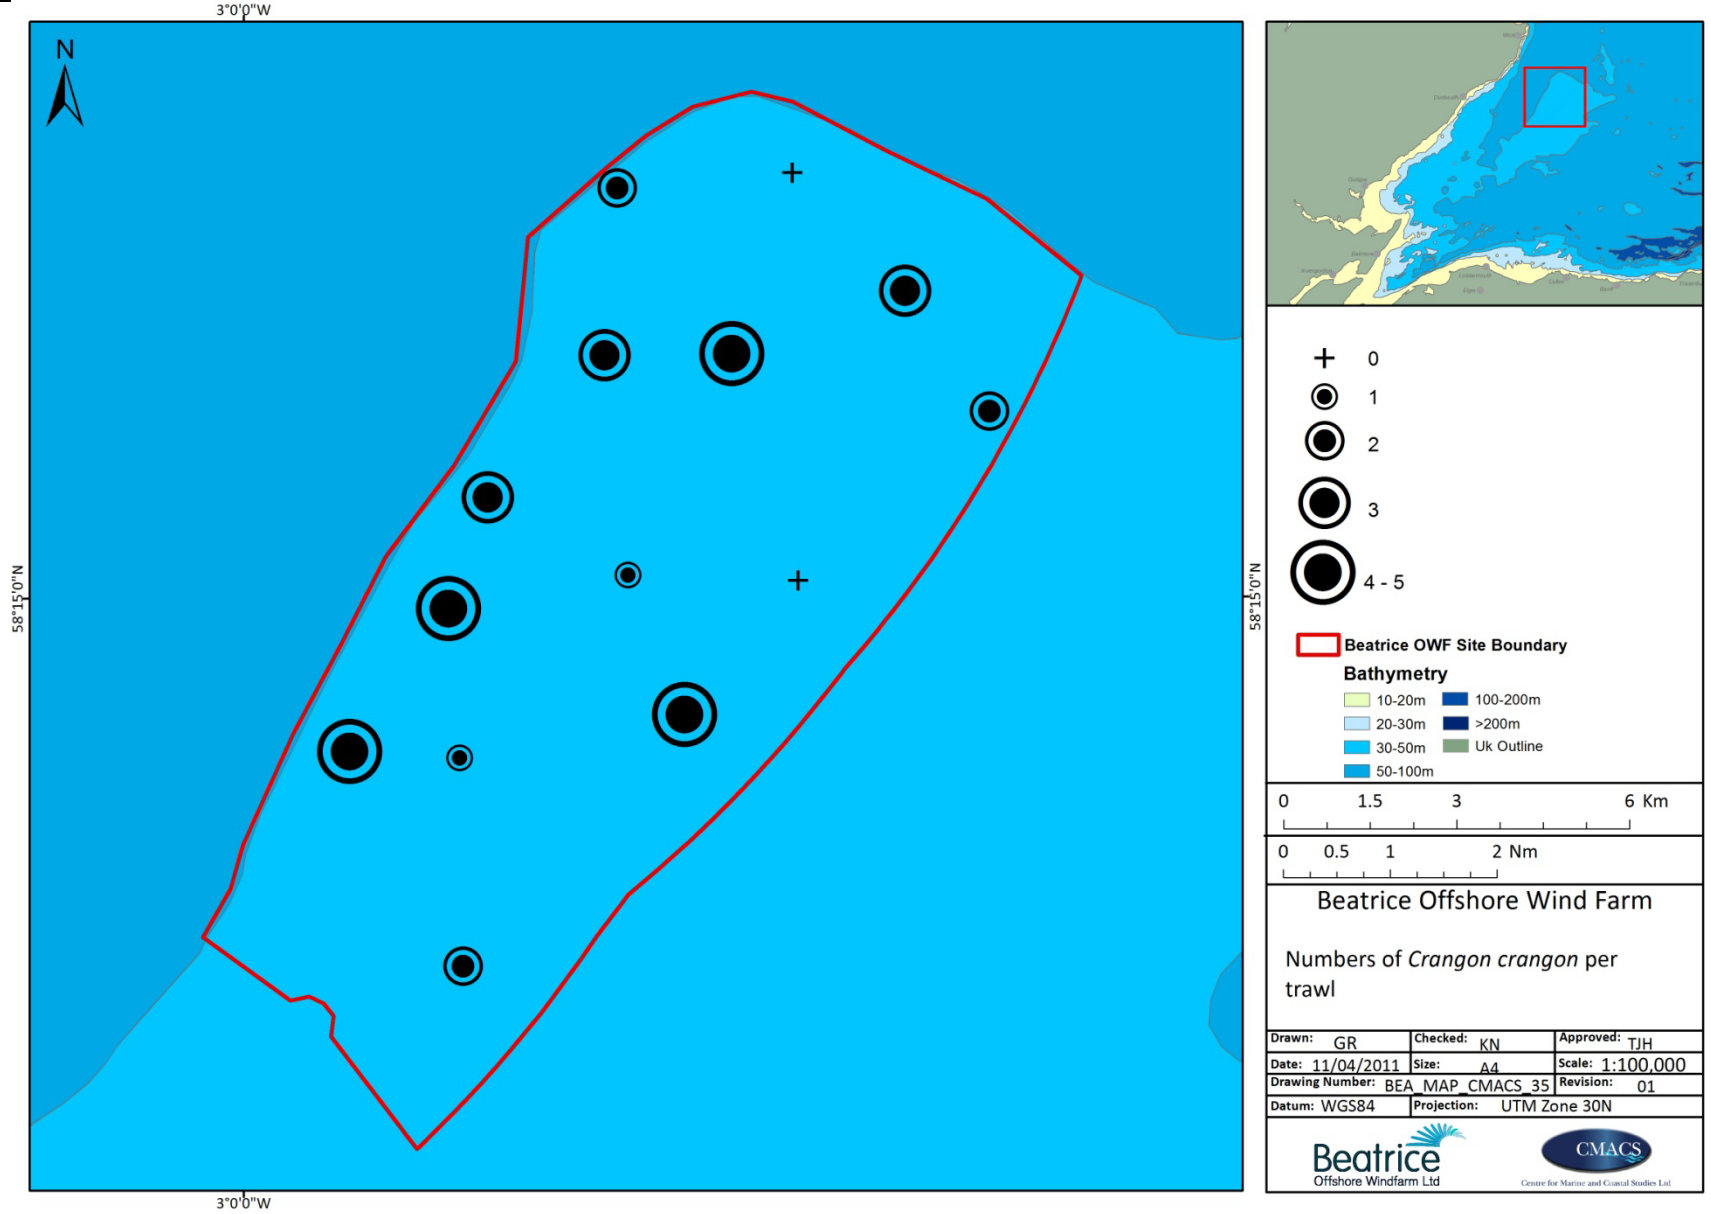 3°0'0"W
N
58°15'0"N
58°15'0"N
3°0'0"W
0
1
2
3
4 - 5
Beatrice OWF Site Boundary
Bathymetry
10-20m 100-200m
20-30m >200m
30-50m Uk Outline
50-100m
0 1.5 3 6 Km
0 0.5 1 2 Nm
Beatrice Offshore Wind Farm
Numbers of Crangon crangon per
trawl
Drawn: GR Checked: KN Approved: TJH
Date: 11/04/2011 Size: A4 Scale: 1:100,000
Drawing Number: BEA_MAP_CMACS_35 Revision: 01
Datum: WGS84 Projection: UTM Zone 30N
Beatrice
Offshore Windfarm Ltd
CMACS
Centre for Marine and Coastal Studies Ltd